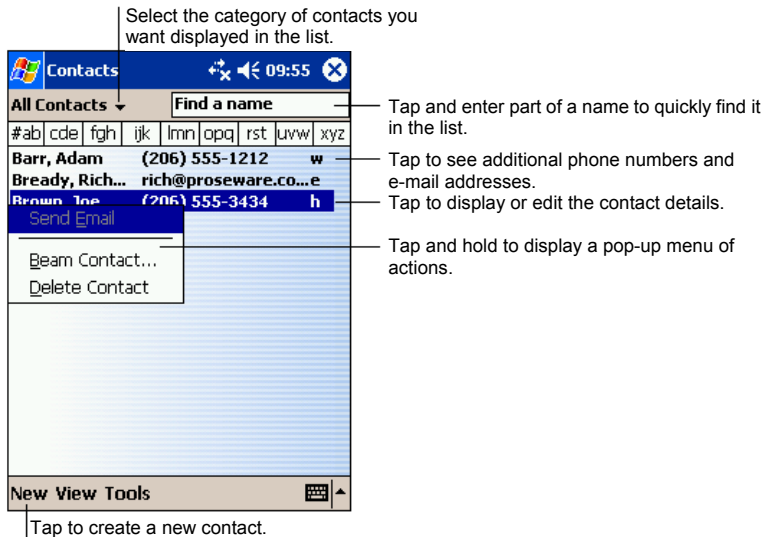 Select the category of contacts you
want displayed in the list.
Contacts 09:55
All Contacts Find a name
#ab cde fgh ijk lmn opq rst uvw xyz
Tap and enter part of a name to quickly find it
in the list.
Barr, Adam (206) 555-1212 w
Tap to see additional phone numbers and
e-mail addresses.
Bready, Rich... rich@proseware.co...e
Brown, Joe (206) 555-3434 h
Tap to display or edit the contact details.
Send Email
Beam Contact...
Delete Contact
Tap and hold to display a pop-up menu of
actions.
New View Tools
Tap to create a new contact.